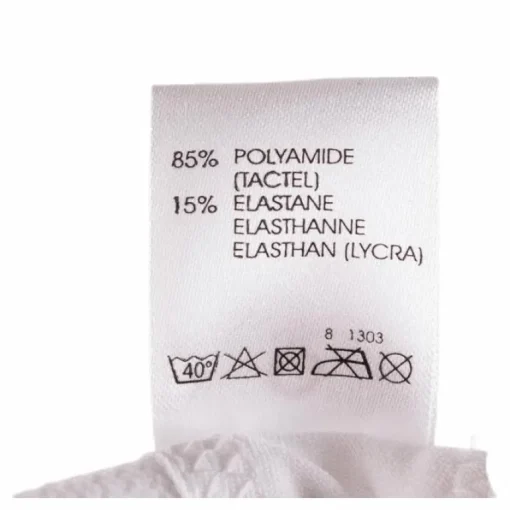 85% POLYAMIDE
(TACTEL)
15% ELASTANE
ELASTHANNE
ELASTHAN (LYCRA)
8 1303
40°